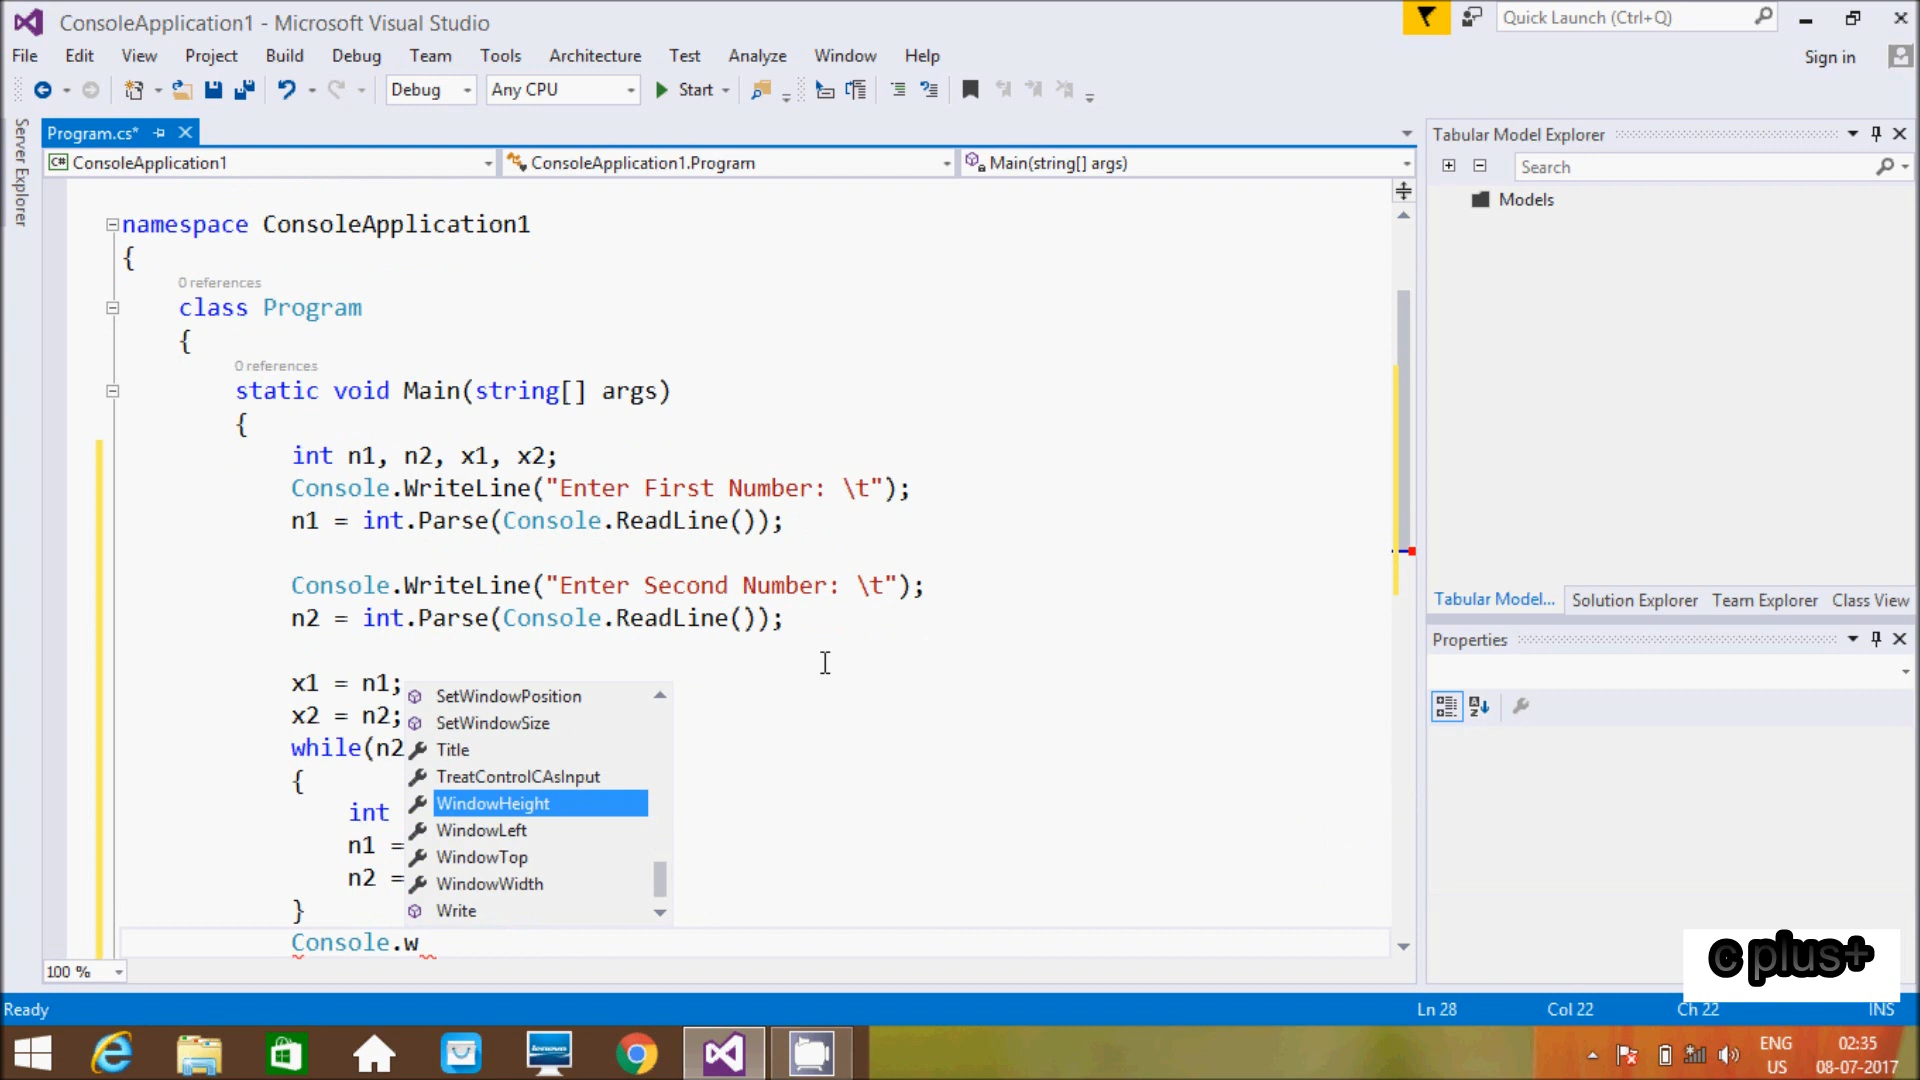 ConsoleApplication1 - Microsoft Visual Studio
Quick Launch (Ctrl+Q)
File Edit View Project Build Debug Team Tools Architecture Test Analyze Window Help
Sign in
Debug Any CPU Start
Server Explorer
Program.cs*
ConsoleApplication1 ConsoleApplication1.Program Main(string[] args)
namespace ConsoleApplication1
{
0 references
class Program
{
0 references
static void Main(string[] args)
{
int n1, n2, x1, x2;
Console.WriteLine("Enter First Number: \t");
n1 = int.Parse(Console.ReadLine());
Console.WriteLine("Enter Second Number: \t");
n2 = int.Parse(Console.ReadLine());
x1 = n1;
x2 = n2;
while(n2
{
int
n1 =
n2 =
}
Console.w
SetWindowPosition
SetWindowSize
Title
TreatControlCAsInput
WindowHeight
WindowLeft
WindowTop
WindowWidth
Write
100 %
Tabular Model Explorer
Search
Models
Tabular Model... Solution Explorer Team Explorer Class View
Properties
c plus+
Ready Ln 28 Col 22 Ch 22 INS
lenovo
ENG
US
02:35
08-07-2017